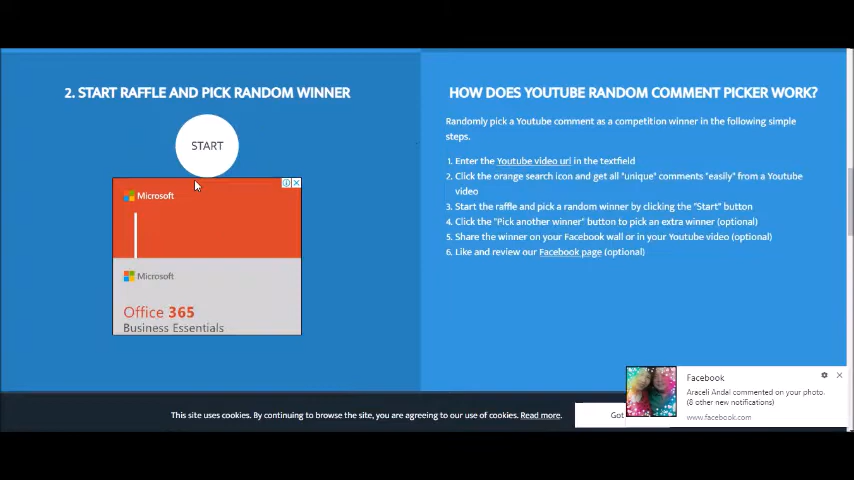 2. START RAFFLE AND PICK RANDOM WINNER
START
Microsoft
Microsoft
Office 365
Business Essentials
HOW DOES YOUTUBE RANDOM COMMENT PICKER WORK?
Randomly pick a Youtube comment as a competition winner in the following simple
steps.
1. Enter the Youtube video url in the textfield
2. Click the orange search icon and get all "unique" comments "easily" from a Youtube
video
3. Start the raffle and pick a random winner by clicking the "Start" button
4. Click the "Pick another winner" button to pick an extra winner (optional)
5. Share the winner on your Facebook wall or in your Youtube video (optional)
6. Like and review our Facebook page (optional)
Facebook
Araceli Andal commented on your photo.
(8 other new notifications)
www.facebook.com
This site uses cookies. By continuing to browse the site, you are agreeing to our use of cookies. Read more.
Got